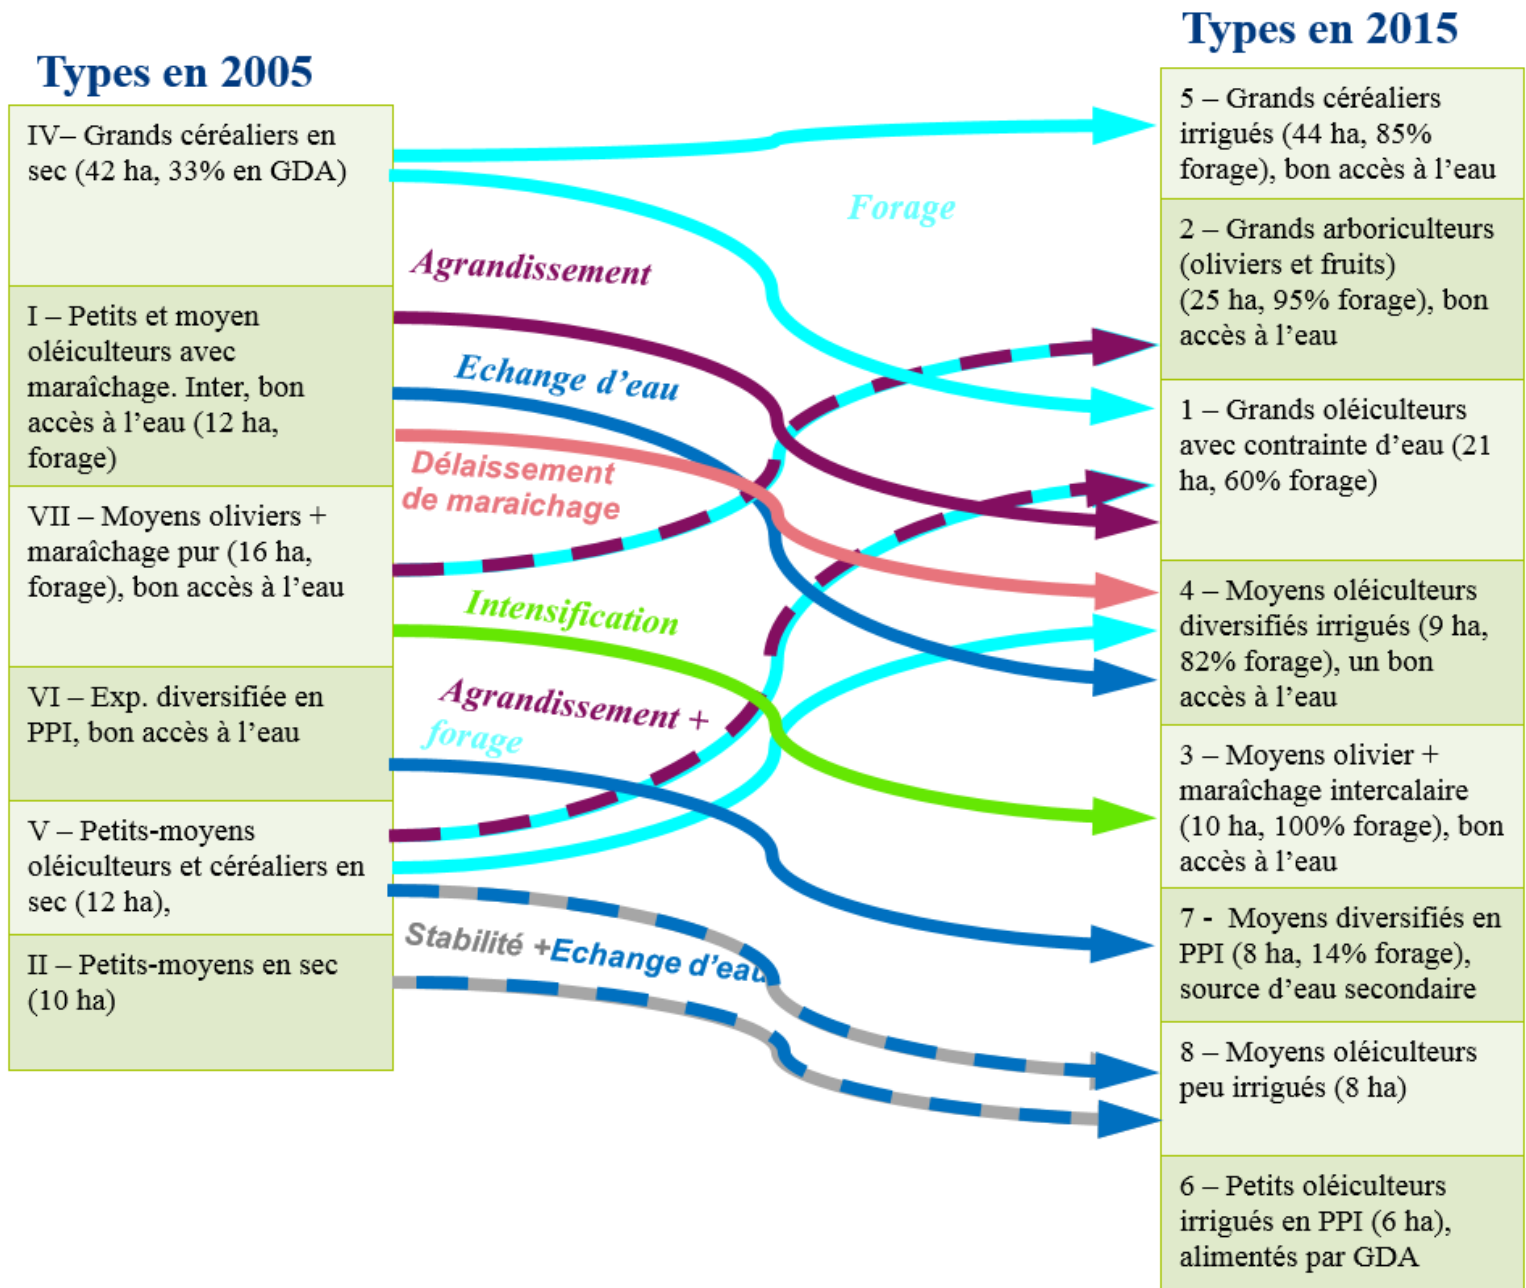 Types en 2005
IV– Grands céréaliers en
sec (42 ha, 33% en GDA)
I – Petits et moyen
oléiculteurs avec
maraîchage. Inter, bon
accès à l’eau (12 ha,
forage)
VII – Moyens oliviers +
maraîchage pur (16 ha,
forage), bon accès à l’eau
VI – Exp. diversifiée en
PPI, bon accès à l’eau
V – Petits-moyens
oléiculteurs et céréaliers en
sec (12 ha),
II – Petits-moyens en sec
(10 ha)
Forage
Agrandissement
Echange d’eau
Délaissement
de maraichage
Intensification
Agrandissement +
forage
Stabilité +Echange d’eau
Types en 2015
5 – Grands céréaliers
irrigués (44 ha, 85%
forage), bon accès à l’eau
2 – Grands arboriculteurs
(oliviers et fruits)
(25 ha, 95% forage), bon
accès à l’eau
1 – Grands oléiculteurs
avec contrainte d’eau (21
ha, 60% forage)
4 – Moyens oléiculteurs
diversifiés irrigués (9 ha,
82% forage), un bon
accès à l’eau
3 – Moyens olivier +
maraîchage intercalaire
(10 ha, 100% forage), bon
accès à l’eau
7 - Moyens diversifiés en
PPI (8 ha, 14% forage),
source d’eau secondaire
8 – Moyens oléiculteurs
peu irrigués (8 ha)
6 – Petits oléiculteurs
irrigués en PPI (6 ha),
alimentés par GDA